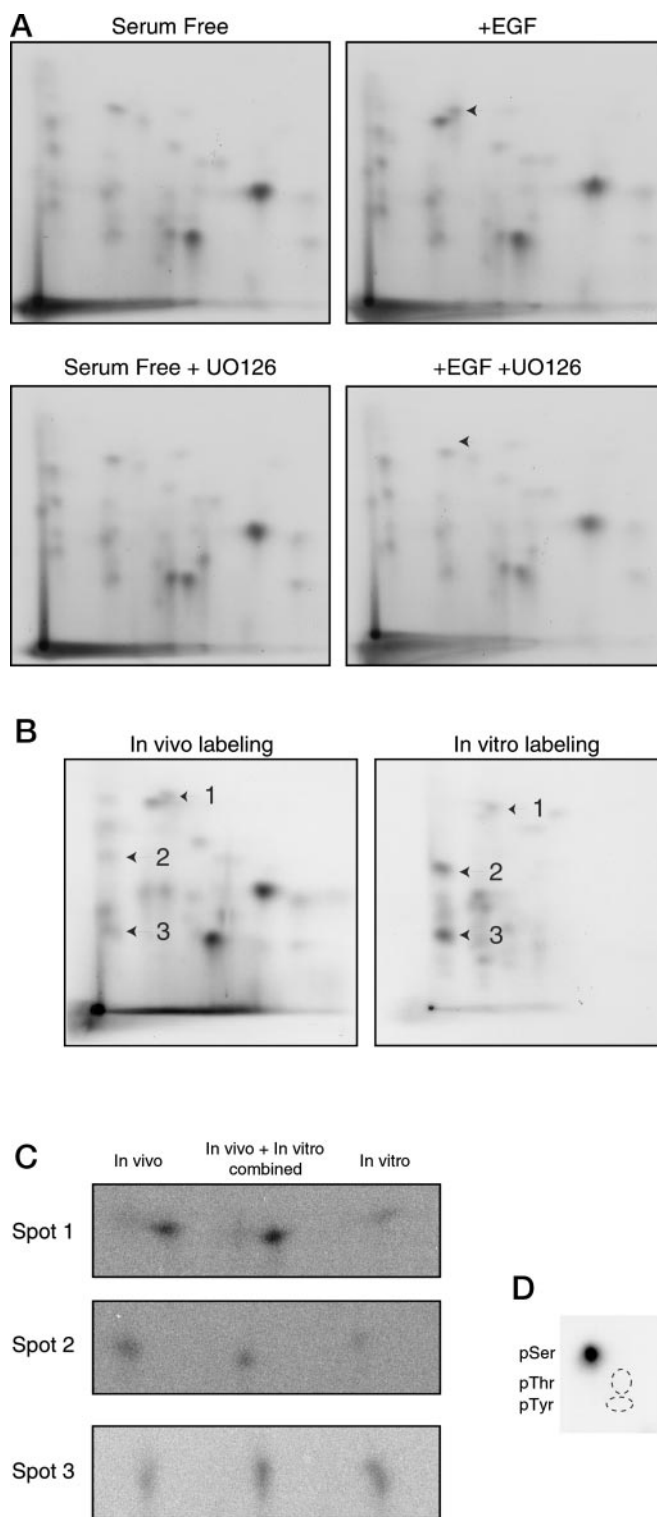 A
Serum Free
+EGF
Serum Free + UO126
+EGF +UO126
B
In vivo labeling
In vitro labeling
1
2
3
1
2
3
C
In vivo
In vivo + In vitro
combined
In vitro
Spot 1
Spot 2
Spot 3
D
pSer
pThr
pTyr